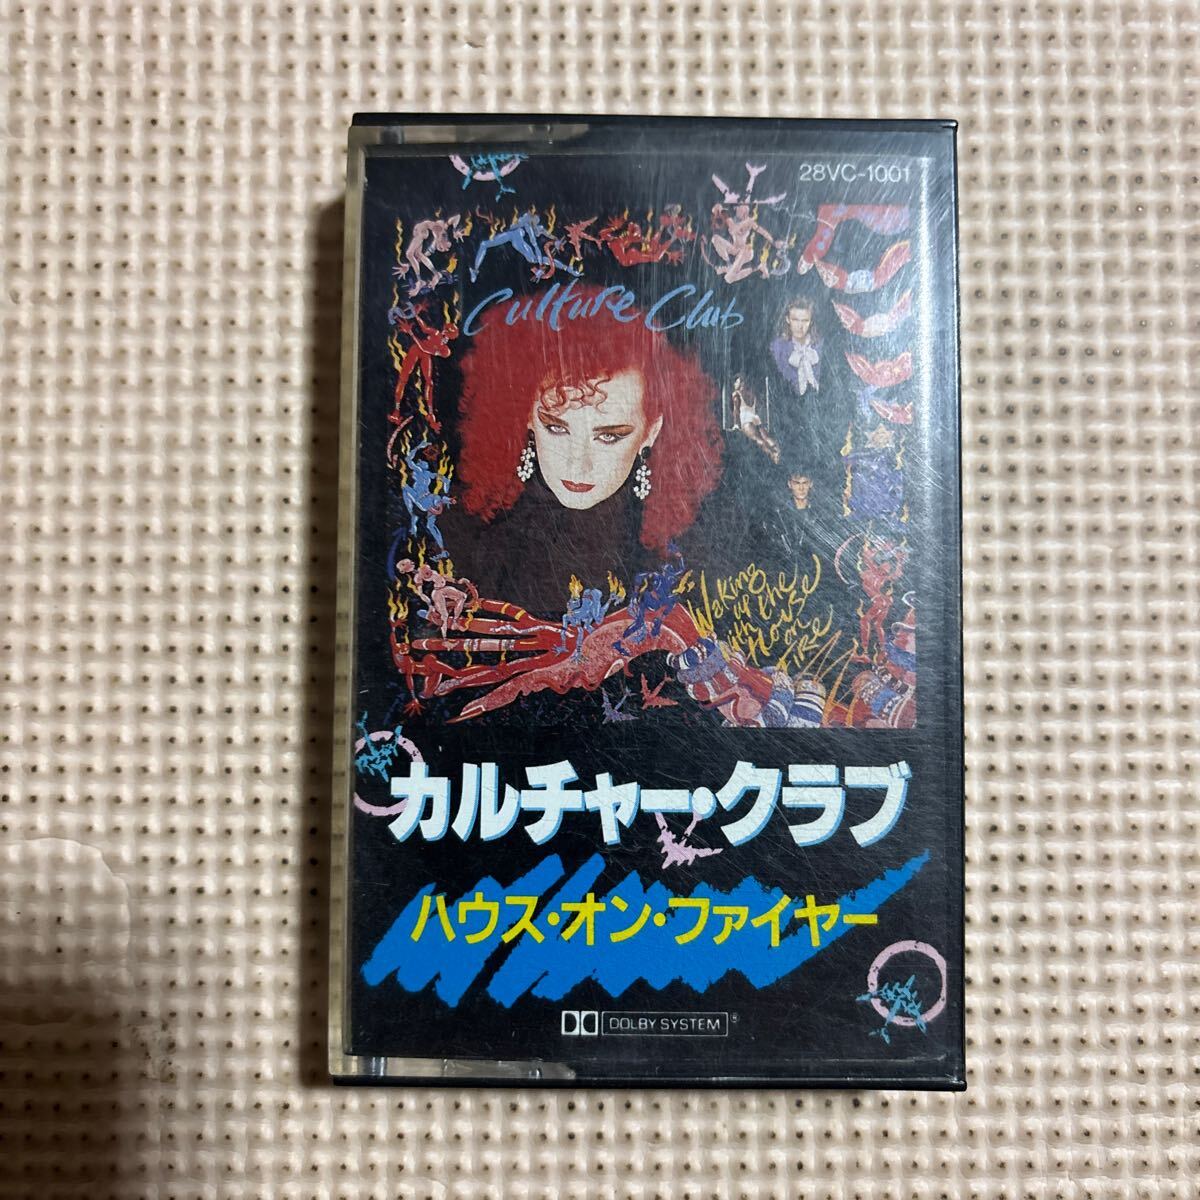 28VC-1001
Culture Club
Waking
up the
with the
House
on
FIRE
カルチャー・クラブ
ハウス・オン・ファイヤー
DOLBY SYSTEM ®